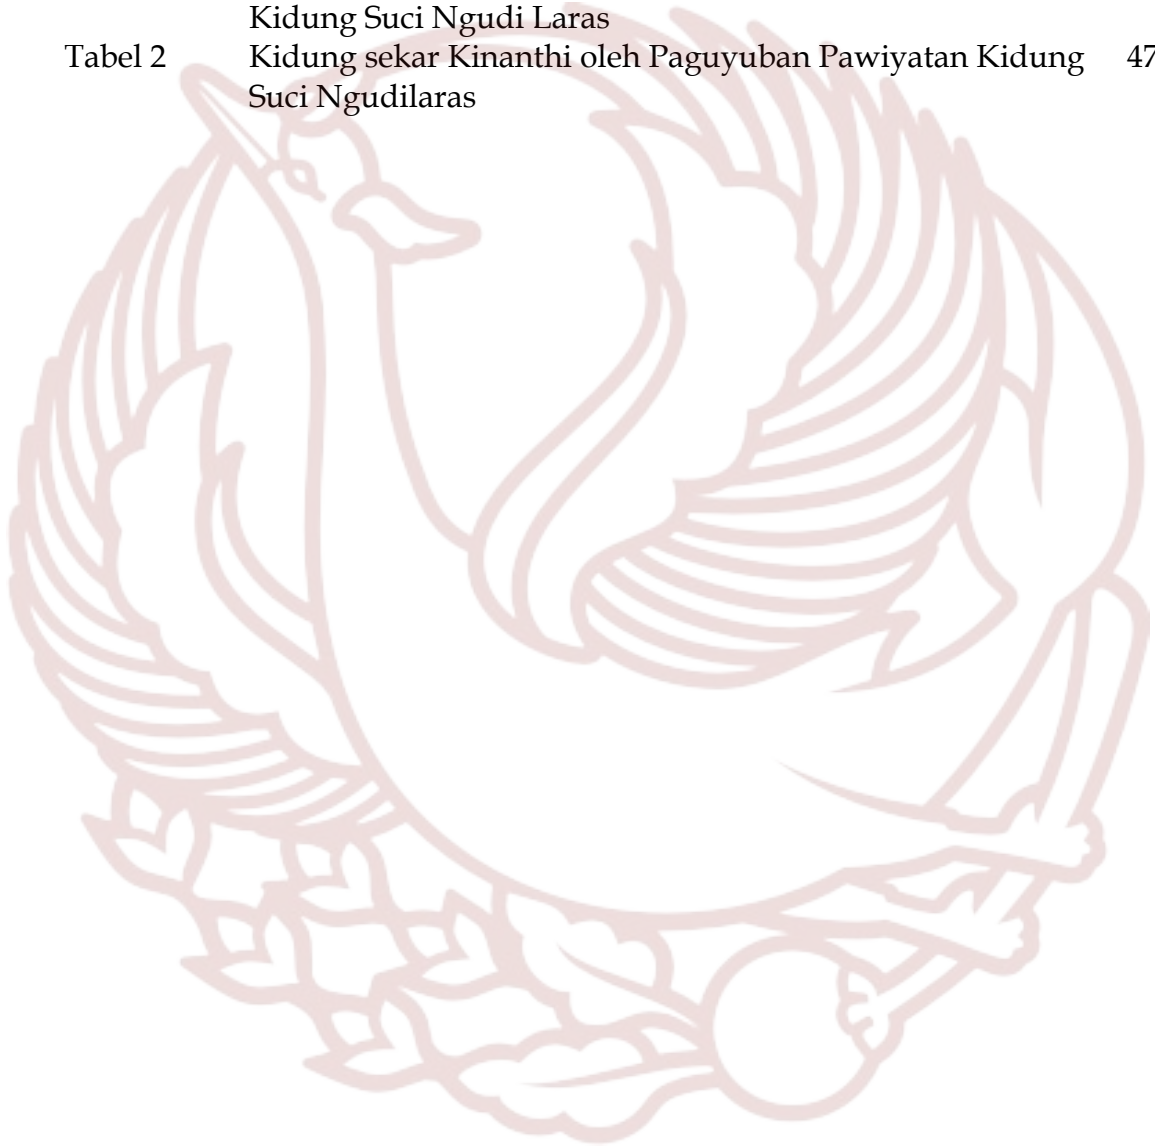 Kidung Suci Ngudi Laras
Tabel 2 Kidung sekar Kinanthi oleh Paguyuban Pawiyatan Kidung 47
Suci Ngudilaras